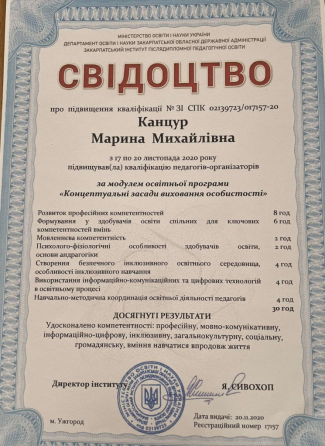 МІНІСТЕРСТВО ОСВІТИ І НАУКИ УКРАЇНИ
ДЕПАРТАМЕНТ ОСВІТИ І НАУКИ ЗАКАРПАТСЬКОЇ ОБЛАСНОЇ ДЕРЖАВНОЇ АДМІНІСТРАЦІЇ
ЗАКАРПАТСЬКИЙ ІНСТИТУТ ПІСЛЯДИПЛОМНОЇ ПЕДАГОГІЧНОЇ ОСВІТИ
СВІДОЦТВО
про підвищення кваліфікації №ЗІ СПК 02139723/017157-20
Канцур
Марина Михайлівна
з 17 по 20 листопада 2020 року
підвищував(ла) кваліфікацію педагогів-організаторів
за модулем освітньої програми
«Концептуальні засади виховання особистості»
Розвиток професійних компетентностей 8 год
Формування у здобувачів освіти спільних для ключових 6 год
компетентностей вмінь
Мовленнєва компетентність 2 год
Психолого-фізіологічні особливості здобувачів освіти, 2 год
основи андрагогіки
Створення безпечного інклюзивного освітнього середовища, 4 год
особливості інклюзивного навчання
Використання інформаційно-комунікаційних та цифрових технологій 4 год
в освітньому процесі
Навчально-методична координація освітньої діяльності педагогів 4 год
30 год
ДОСЯГНУТІ РЕЗУЛЬТАТИ
Удосконалено компетентності: професійну, мовно-комунікативну,
інформаційно-цифрову, інклюзивну, загальнокультурну, соціальну,
громадянську, вміння навчатися впродовж життя
Директор інституту Я. СИВОХОП
м. Ужгород
Дата видачі: 20.11.2020
Реєстраційний номер 17157